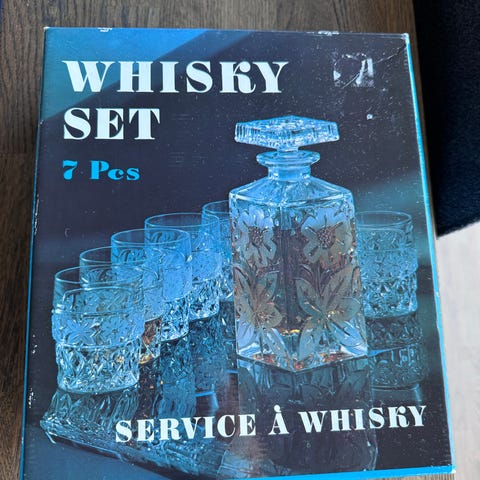 WHISKY
SET
7 Pcs
SERVICE À WHISKY